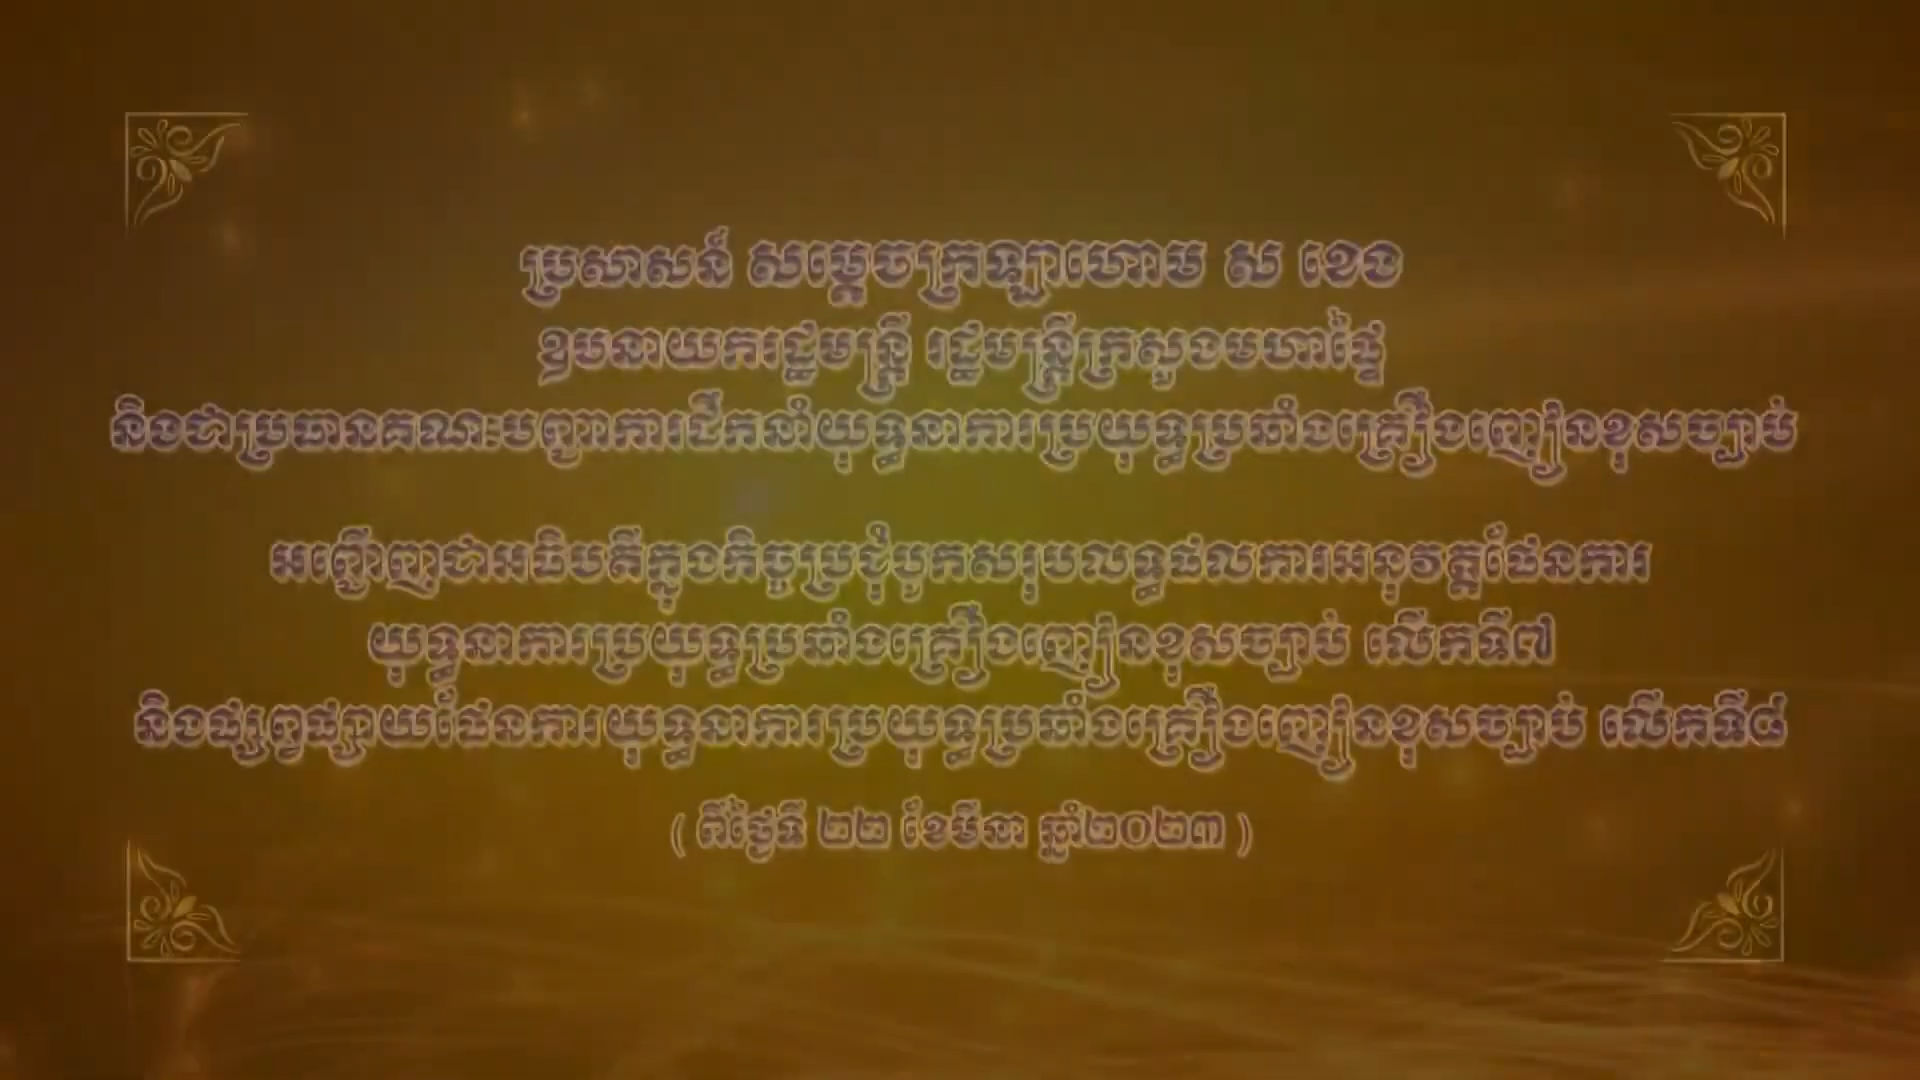 ប្រសាសន៍ សម្ដេចក្រឡាហោម ស ខេង
ឧបនាយករដ្ឋមន្ត្រី រដ្ឋមន្ត្រីក្រសួងមហាផ្ទៃ
និងជាប្រធានគណៈបញ្ជាការដឹកនាំយុទ្ធនាការប្រយុទ្ធប្រឆាំងគ្រឿងញៀនខុសច្បាប់
អញ្ជើញជាអធិបតីក្នុងកិច្ចប្រជុំបូកសរុបលទ្ធផលការអនុវត្តផែនការ
យុទ្ធនាការប្រយុទ្ធប្រឆាំងគ្រឿងញៀនខុសច្បាប់ លើកទី៧
និងផ្សព្វផ្សាយផែនការយុទ្ធនាការប្រយុទ្ធប្រឆាំងគ្រឿងញៀនខុសច្បាប់ លើកទី៨
( នាថ្ងៃទី ២២ ខែមីនា ឆ្នាំ២០២៣ )